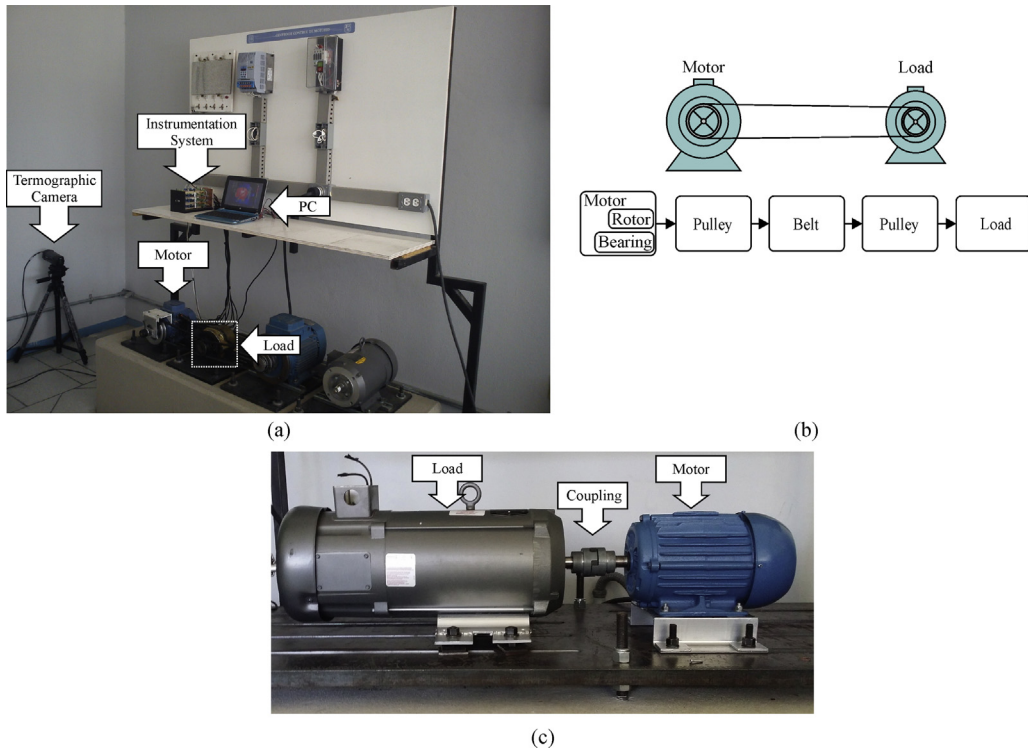 Instrumentation
System
Termographic
Camera
PC
Motor
Load
(a)
Motor
Load
Motor
Rotor
Bearing
Pulley
Belt
Pulley
Load
(b)
Load
Coupling
Motor
(c)